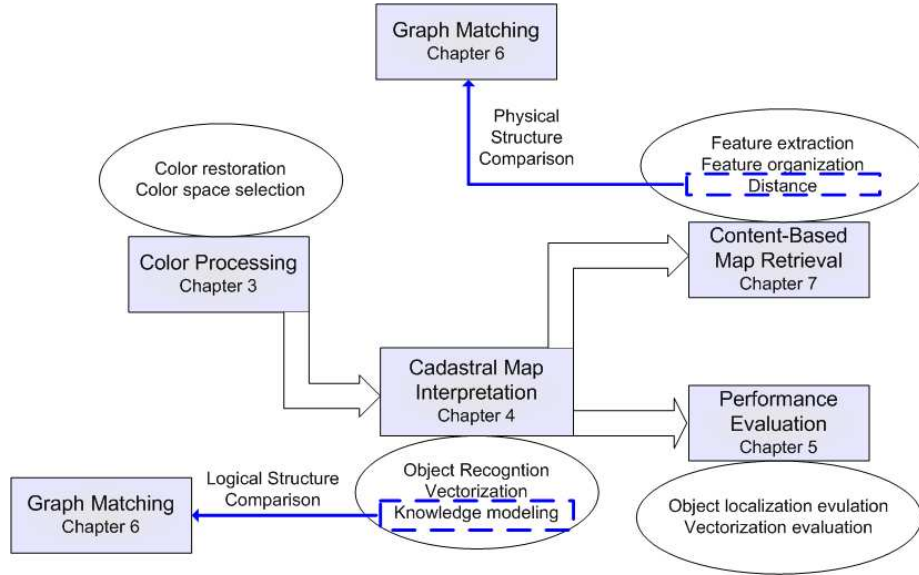 Graph Matching
Chapter 6
Physical
Structure
Comparison
Feature extraction
Feature organization
Distance
Color restoration
Color space selection
Color Processing
Chapter 3
Content-Based
Map Retrieval
Chapter 7
Cadastral Map
Interpretation
Chapter 4
Performance
Evaluation
Chapter 5
Object Recogntion
Vectorization
Knowledge modeling
Logical Structure
Comparison
Graph Matching
Chapter 6
Object localization evulation
Vectorization evaluation